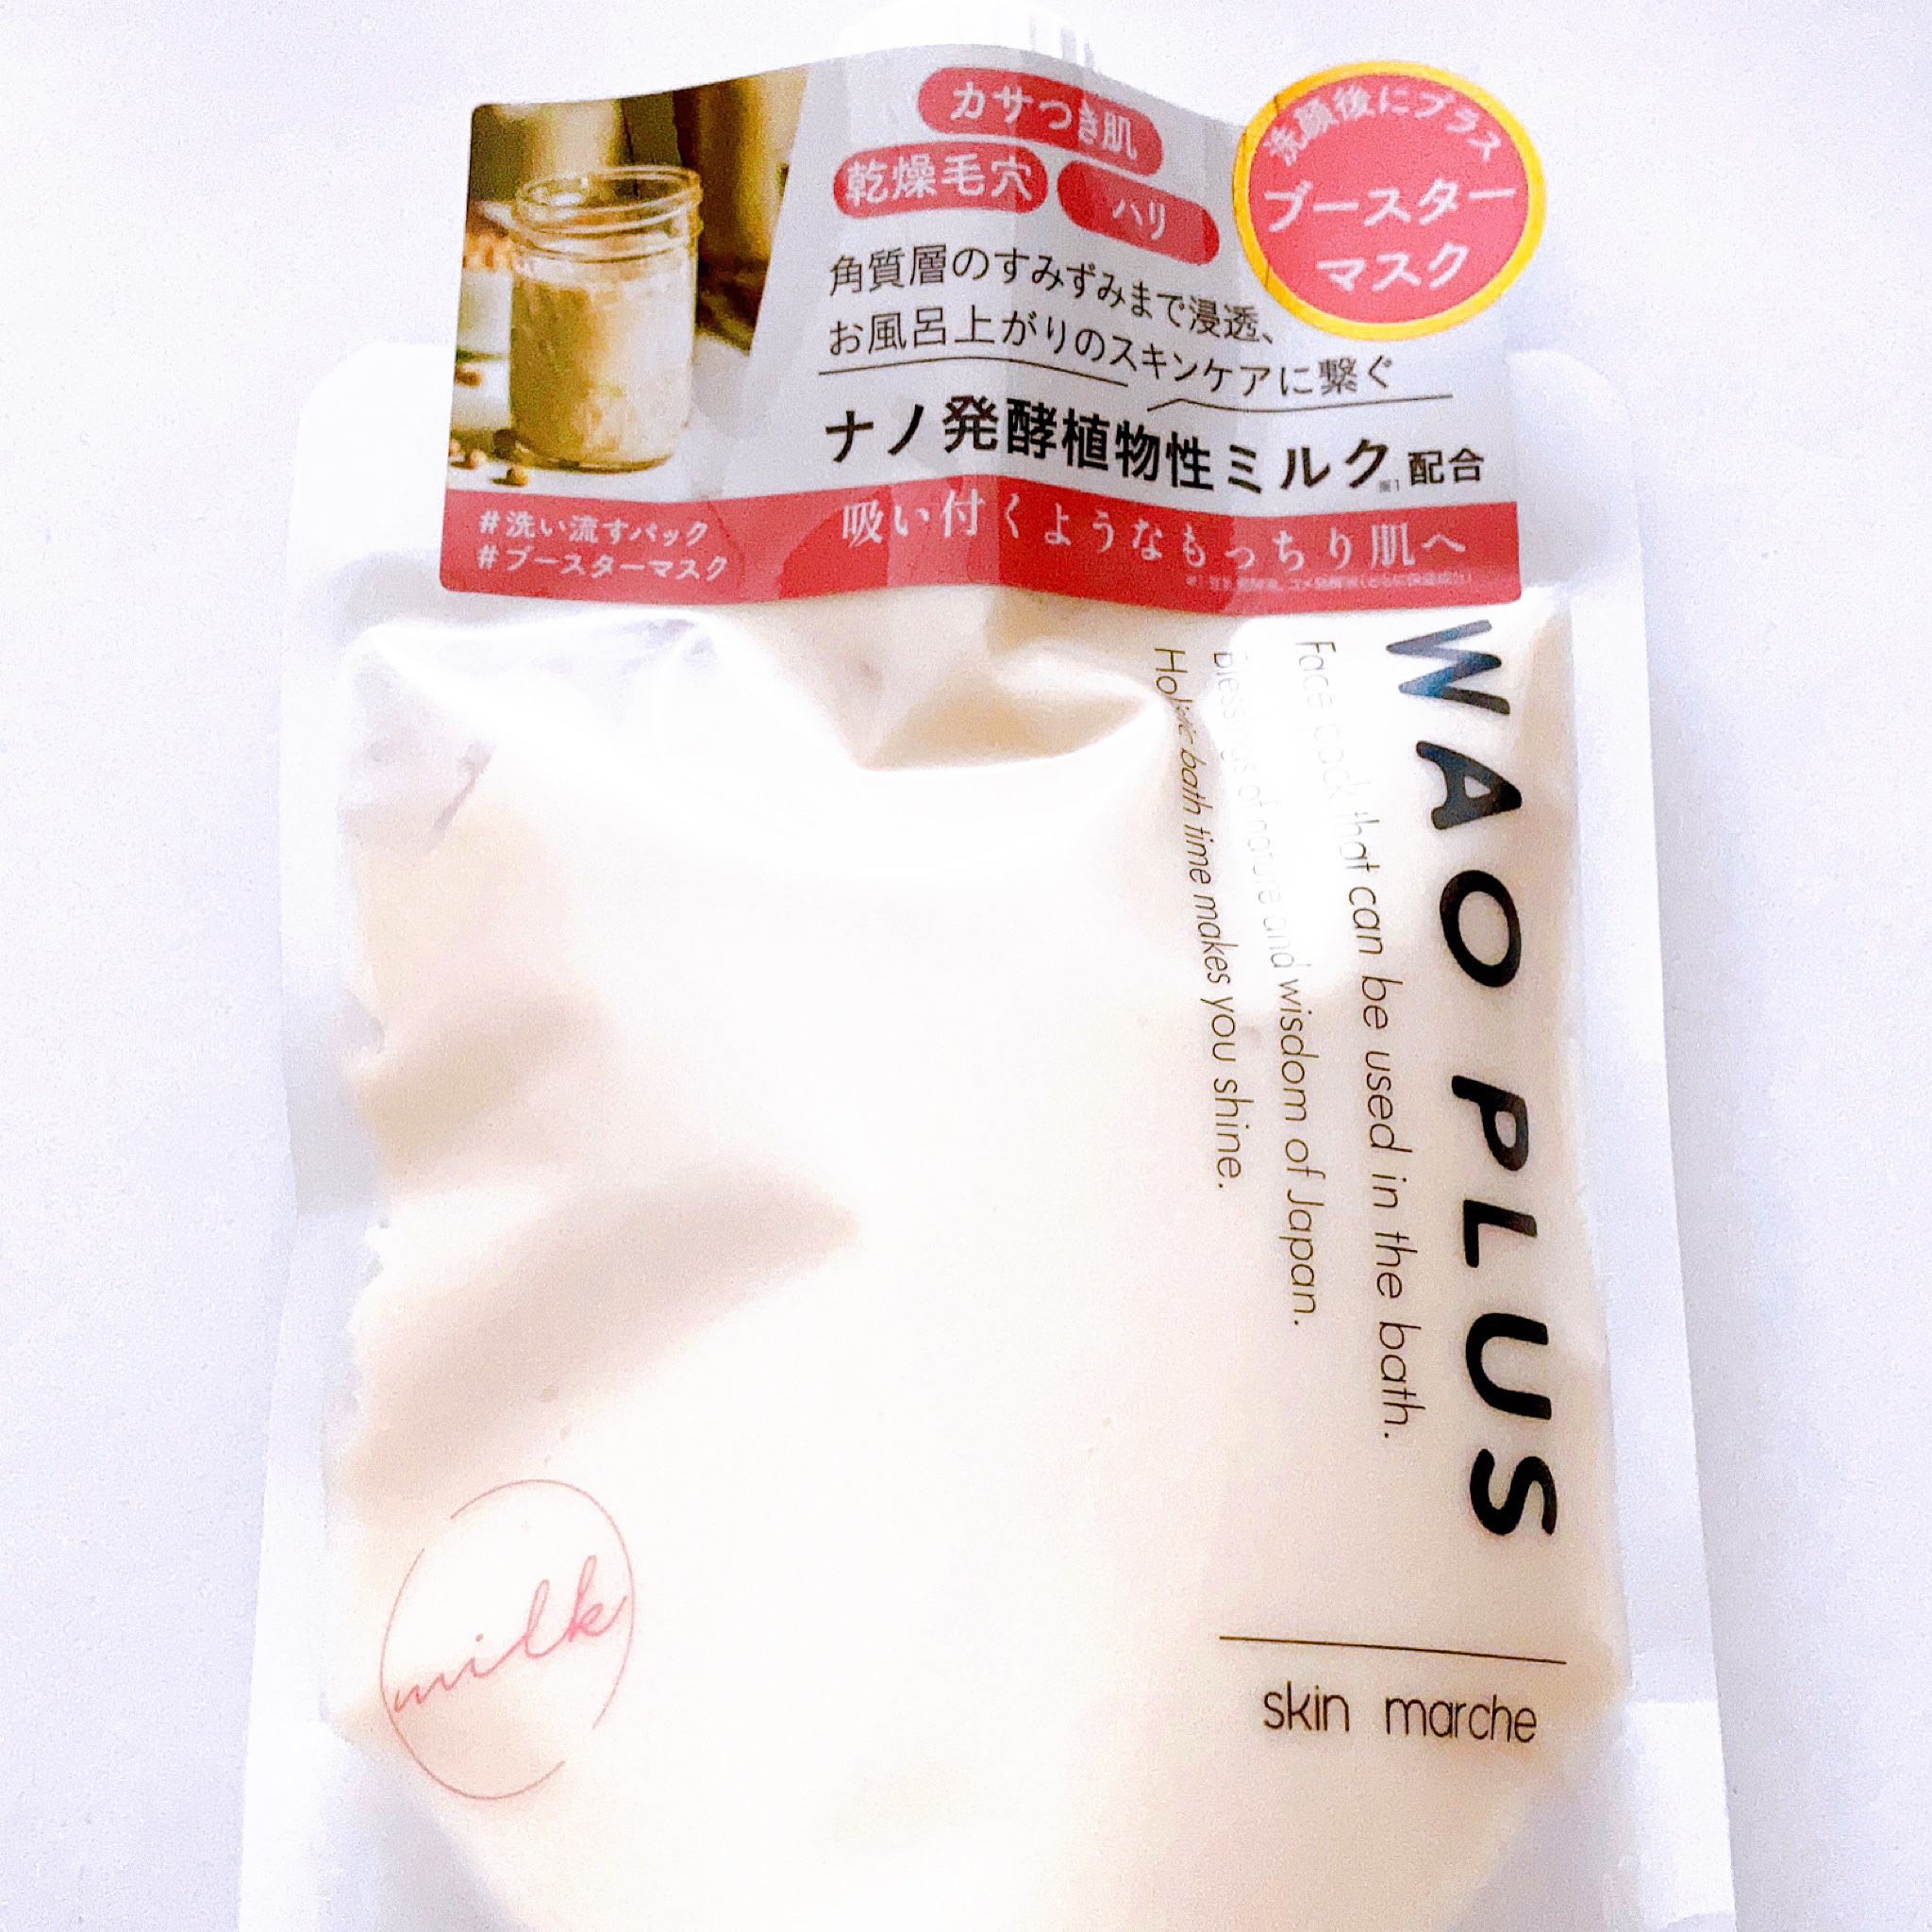 カサつき肌
乾燥毛穴
ハリ
洗顔後にプラス
ブースター
マスク
角質層のすみずみまで浸透、
お風呂上がりのスキンケアに繋ぐ
ナノ発酵植物性ミルク※1配合
#洗い流すパック
#ブースターマスク
吸い付くようなもっちり肌へ
WAO PLUS
Face pack that can be used in the bath.
Blessings of nature and wisdom of Japan.
Holistic bath time makes you shine.
milk
skin marche